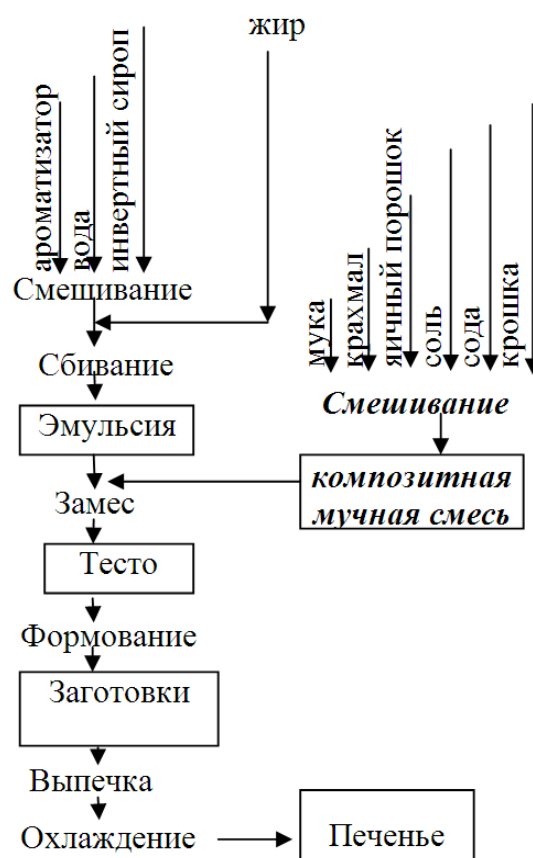 жир
ароматизатор
вода
инвертный сироп
Смешивание
мука
крахмал
яичный порошок
соль
сода
крошка
Сбивание
Смешивание
Эмульсия
композитная
мучная смесь
Замес
Тесто
Формование
Заготовки
Выпечка
Охлаждение
Печенье